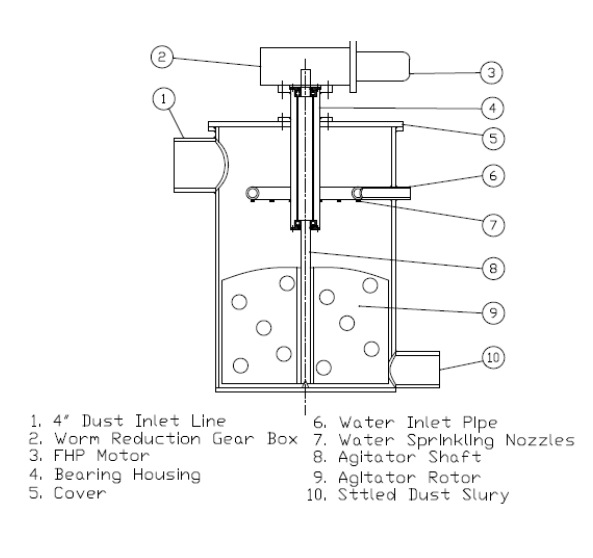 2
3
1
4
5
6
7
8
9
10
1. 4" Dust Inlet Line
2. Worm Reduction Gear Box
3. FHP Motor
4. Bearing Housing
5. Cover
6. Water Inlet Pipe
7. Water Sprinkling Nozzles
8. Agitator Shaft
9. Agitator Rotor
10. Sttled Dust Slury